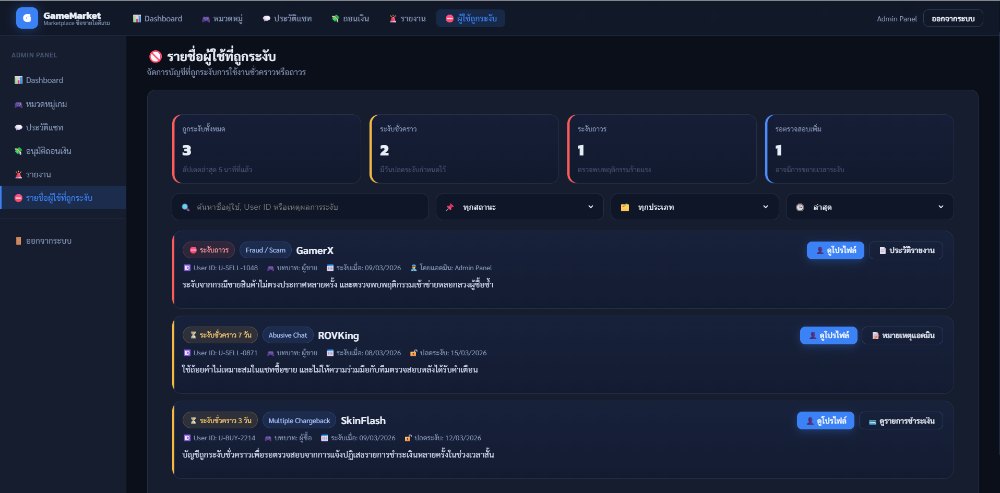 G
GameMarket
Marketplace ซื้อขายไอดีเกม
Dashboard
หมวดหมู่
ประวัติแชท
ถอนเงิน
รายงาน
ผู้ใช้ถูกระงับ
Admin Panel
ออกจากระบบ
ADMIN PANEL
Dashboard
หมวดหมู่เกม
ประวัติแชท
อนุมัติถอนเงิน
รายงาน
รายชื่อผู้ใช้ที่ถูกระงับ
ออกจากระบบ
รายชื่อผู้ใช้ที่ถูกระงับ
จัดการบัญชีที่ถูกระงับการใช้งานชั่วคราวหรือถาวร
ถูกระงับทั้งหมด
3
อัปเดตล่าสุด 5 นาทีที่แล้ว
ระงับชั่วคราว
2
มีวันปลดระงับกำหนดไว้
ระงับถาวร
1
ตรวจพบพฤติกรรมร้ายแรง
รอตรวจสอบเพิ่ม
1
อาจมีการขยายเวลาระงับ
ค้นหาชื่อผู้ใช้, User ID หรือเหตุผลการระงับ
ทุกสถานะ
ทุกประเภท
ล่าสุด
ระงับถาวร Fraud / Scam GamerX
ดูโปรไฟล์ ประวัติรายงาน
ID User ID: U-SELL-1048 บทบาท: ผู้ขาย ระงับเมื่อ: 09/03/2026 โดยแอดมิน: Admin Panel
ระงับจากกรณีขายสินค้าไม่ตรงประกาศหลายครั้ง และตรวจพบพฤติกรรมเข้าข่ายหลอกลวงผู้ซื้อซ้ำ
ระงับชั่วคราว 7 วัน Abusive Chat ROVKing
ดูโปรไฟล์ หมายเหตุแอดมิน
ID User ID: U-SELL-0871 บทบาท: ผู้ขาย ระงับเมื่อ: 08/03/2026 ปลดระงับ: 15/03/2026
ใช้ถ้อยคำไม่เหมาะสมในแชทซื้อขาย และไม่ให้ความร่วมมือกับทีมตรวจสอบหลังได้รับคำเตือน
ระงับชั่วคราว 3 วัน Multiple Chargeback SkinFlash
ดูโปรไฟล์ ดูรายการชำระเงิน
ID User ID: U-BUY-2214 บทบาท: ผู้ซื้อ ระงับเมื่อ: 09/03/2026 ปลดระงับ: 12/03/2026
บัญชีถูกระงับชั่วคราวเพื่อรอตรวจสอบจากการแจ้งปฏิเสธรายการชำระเงินหลายครั้งในช่วงเวลาสั้น